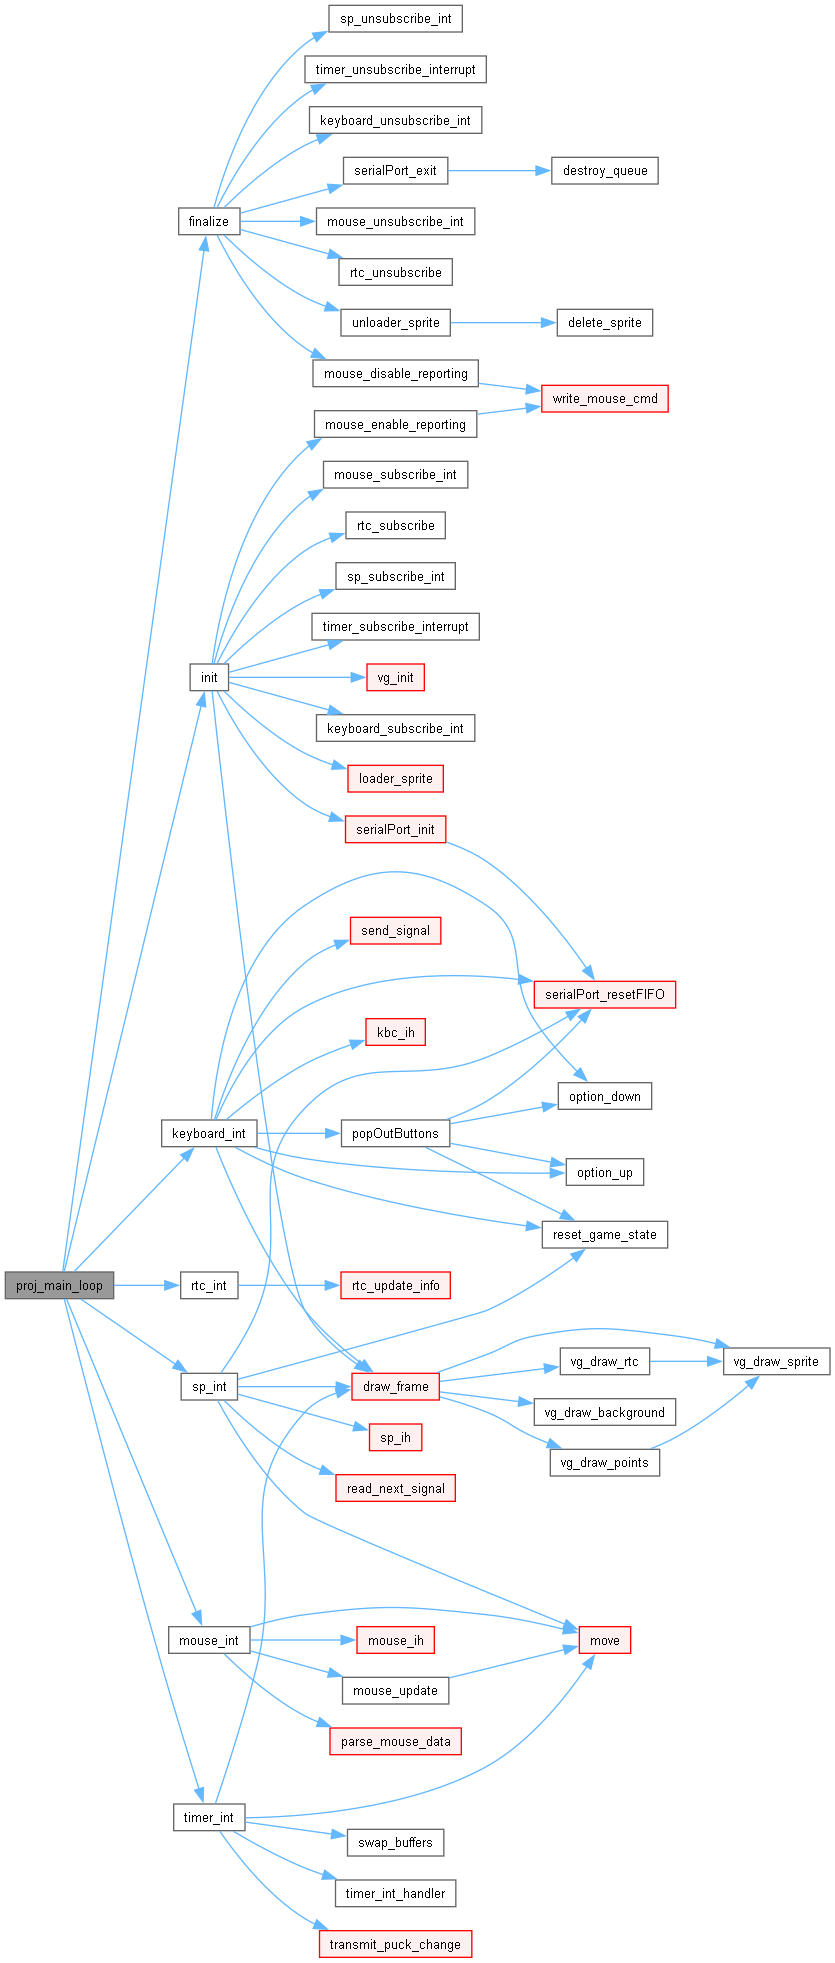 sp_unsubscribe_int
timer_unsubscribe_interrupt
keyboard_unsubscribe_int
serialPort_exit
destroy_queue
finalize
mouse_unsubscribe_int
rtc_unsubscribe
unloader_sprite
delete_sprite
mouse_disable_reporting
write_mouse_cmd
mouse_enable_reporting
mouse_subscribe_int
rtc_subscribe
sp_subscribe_int
timer_subscribe_interrupt
init
vg_init
keyboard_subscribe_int
loader_sprite
serialPort_init
send_signal
serialPort_resetFIFO
kbc_ih
option_down
keyboard_int
popOutButtons
option_up
reset_game_state
proj_main_loop
rtc_int
rtc_update_info
vg_draw_rtc
vg_draw_sprite
sp_int
draw_frame
vg_draw_background
sp_ih
vg_draw_points
read_next_signal
mouse_int
mouse_ih
move
mouse_update
parse_mouse_data
timer_int
swap_buffers
timer_int_handler
transmit_puck_change